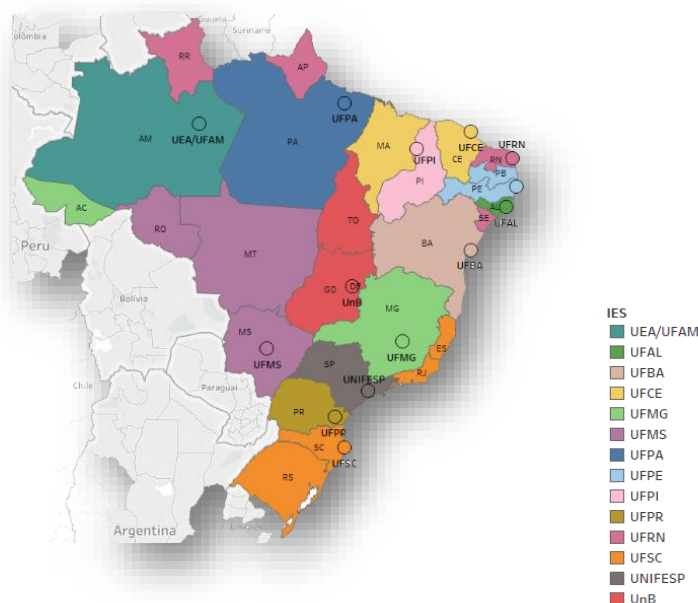 Guiana
Suriname
olômbia
RR
AP
UFPA
UEA/UFAM
AM
PA
MA
UFPI
UFCE
CE
UFRN
RN
PB
PI
PE
AL
SE
UFAL
AC
TO
RO
BA
Peru
MT
UFBA
Bolívia
GO
DF
UnB
MG
MS
UFMS
UFMG
ES
SP
RJ
Chile
Paraguai
UNIFESP
PR
UFPR
SC
UFSC
RS
Argentina
Uruguai
IES
UEA/UFAM
UFAL
UFBA
UFCE
UFMG
UFMS
UFPA
UFPE
UFPI
UFPR
UFRN
UFSC
UNIFESP
UnB